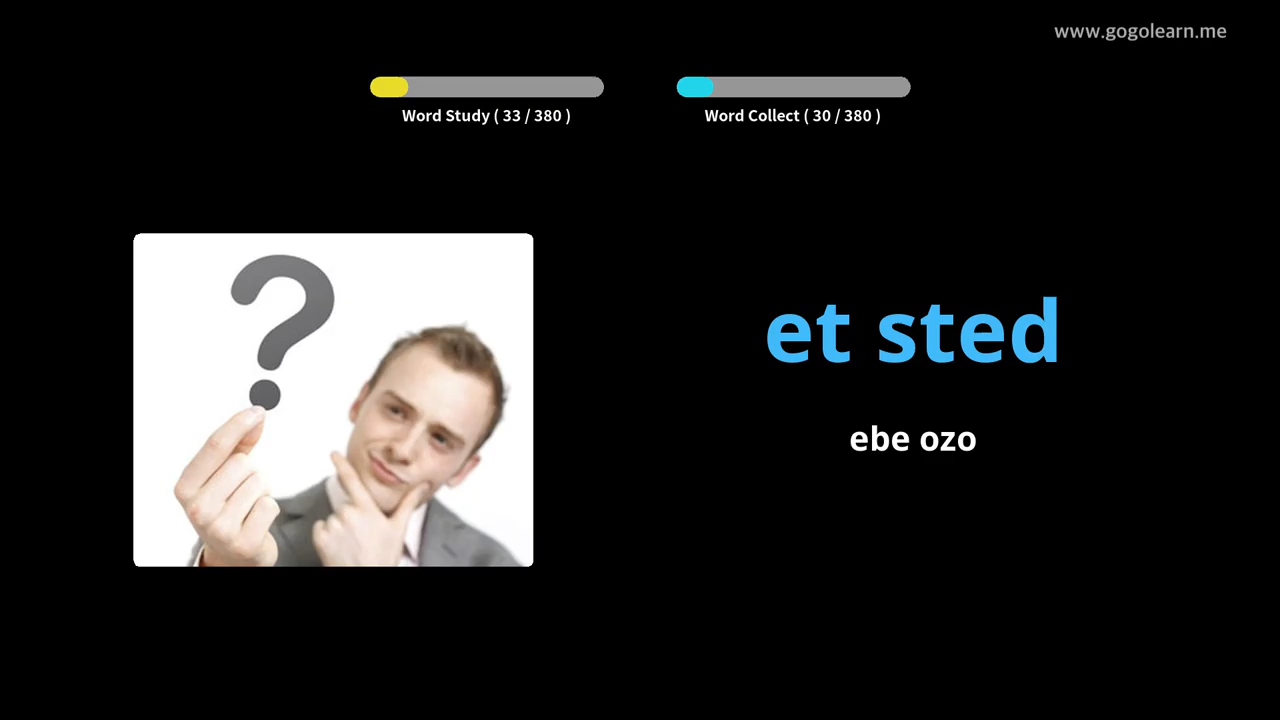 www.gogolearn.me
Word Study ( 33 / 380 )
Word Collect ( 30 / 380 )
?
et sted
ebe ozo